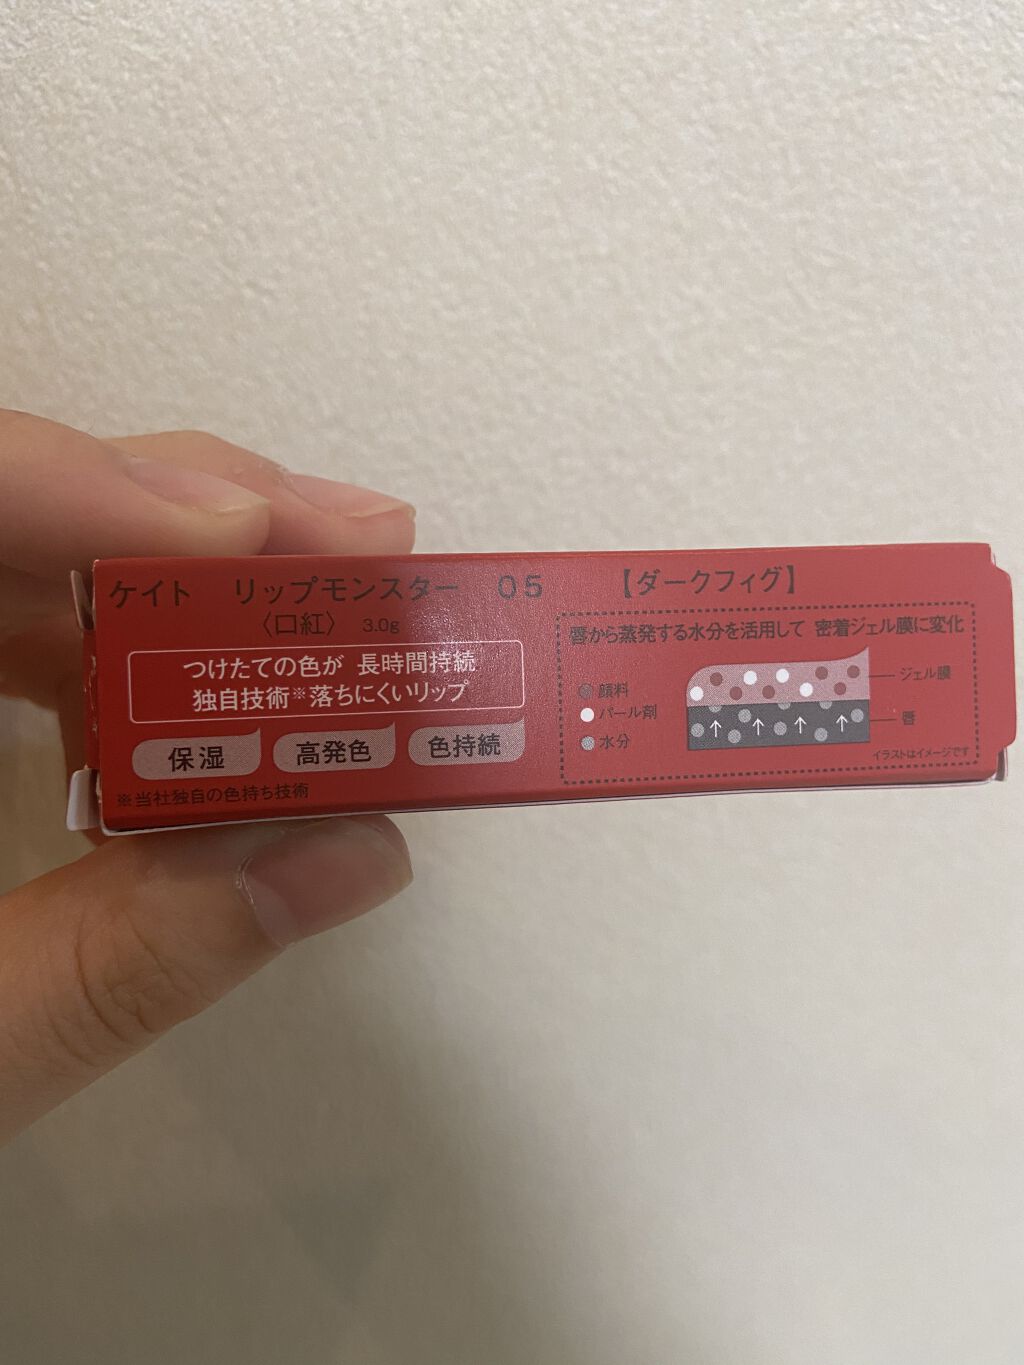 ケイト　リップモンスター　05　【ダークフィグ】
〈口紅〉 3.0g
つけたての色が 長時間持続
独自技術※落ちにくいリップ
保湿
高発色
色持続
※当社独自の色持ち技術
唇から蒸発する水分を活用して 密着ジェル膜に変化
顔料
パール剤
水分
ジェル膜
唇
イラストはイメージです